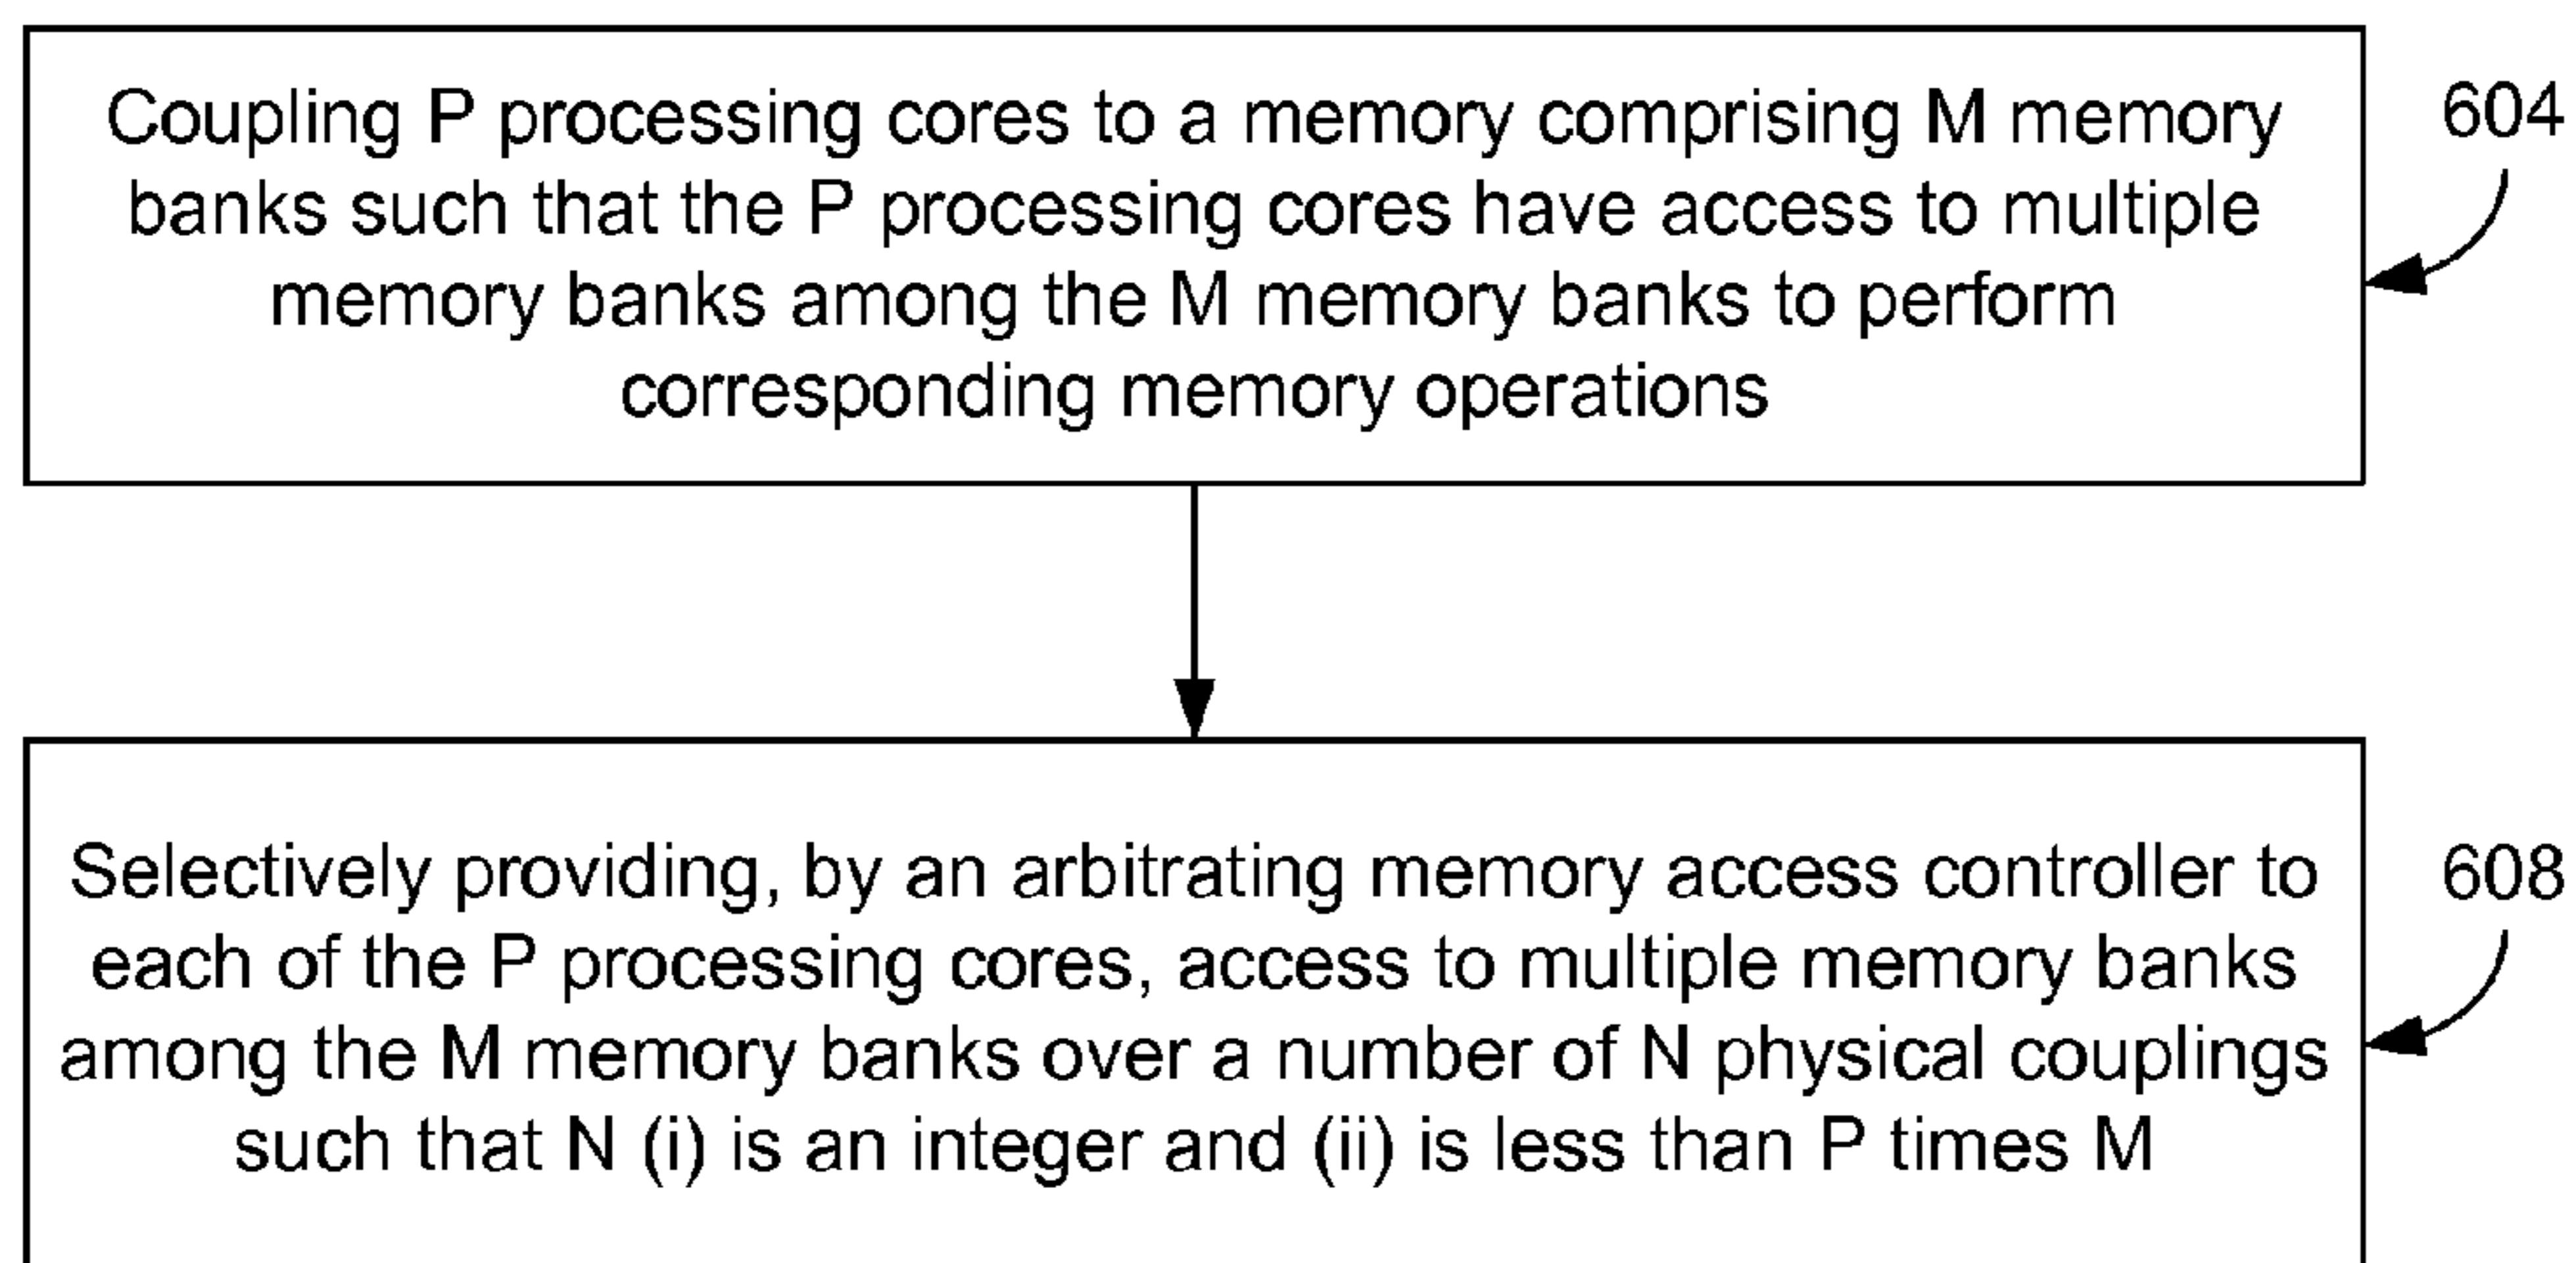 Coupling P processing cores to a memory comprising M memory
banks such that the P processing cores have access to multiple
memory banks among the M memory banks to perform
corresponding memory operations
604
Selectively providing, by an arbitrating memory access controller to
each of the P processing cores, access to multiple memory banks
among the M memory banks over a number of N physical couplings
such that N (i) is an integer and (ii) is less than P times M
608